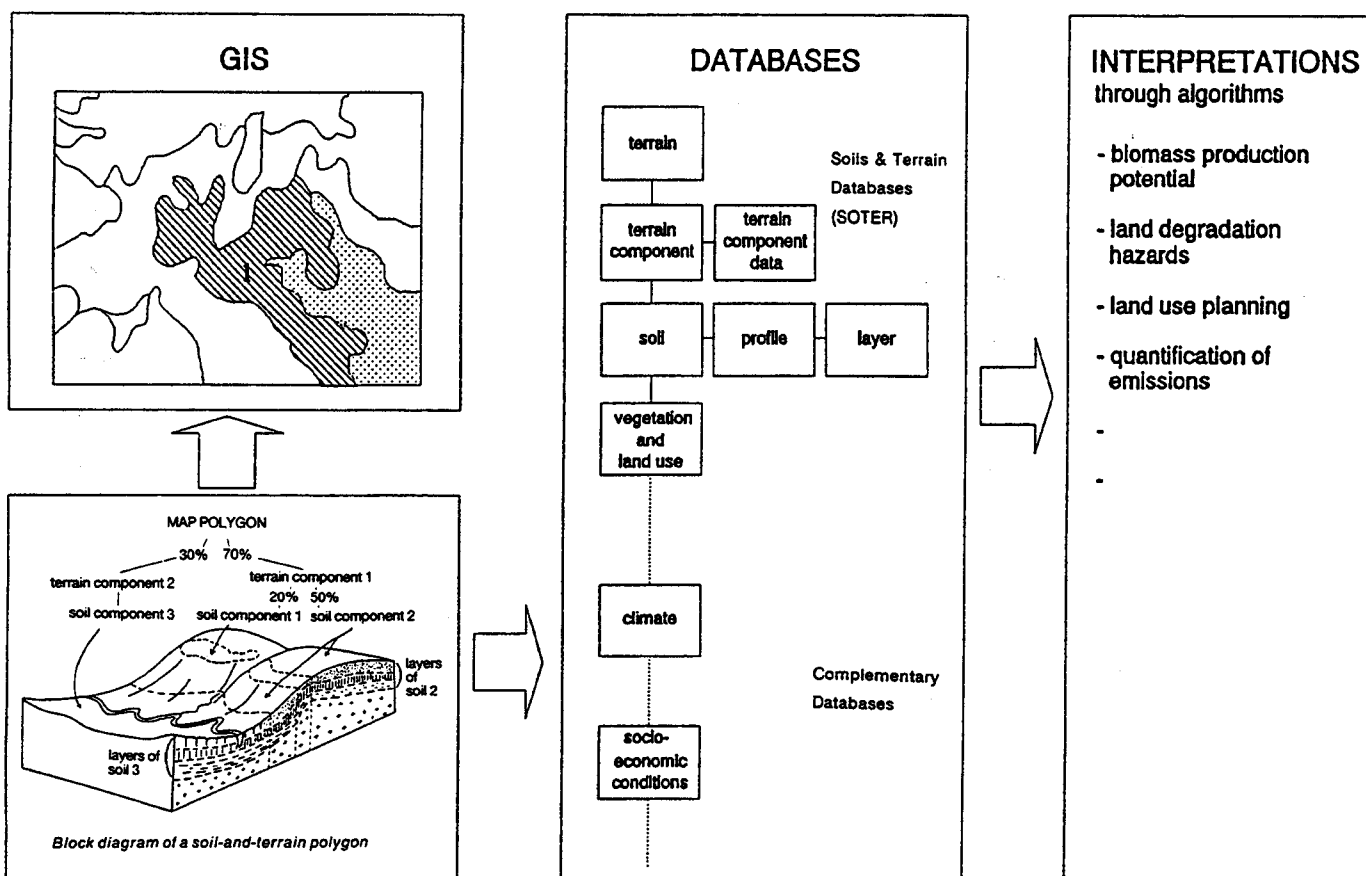 GIS
I
MAP POLYGON
30% 70%
terrain component 2
terrain component 1
20% 50%
soil component 3
soil component 1
soil component 2
layers
of
soil 2
layers of
soil 3
Block diagram of a soil-and-terrain polygon
DATABASES
terrain
Soils & Terrain
Databases
(SOTER)
terrain
component
terrain
component
data
soil
profile
layer
vegetation
and
land use
climate
Complementary
Databases
socio-
economic
conditions
INTERPRETATIONS
through algorithms
- biomass production
potential
- land degradation
hazards
- land use planning
- quantification of
emissions
-
-